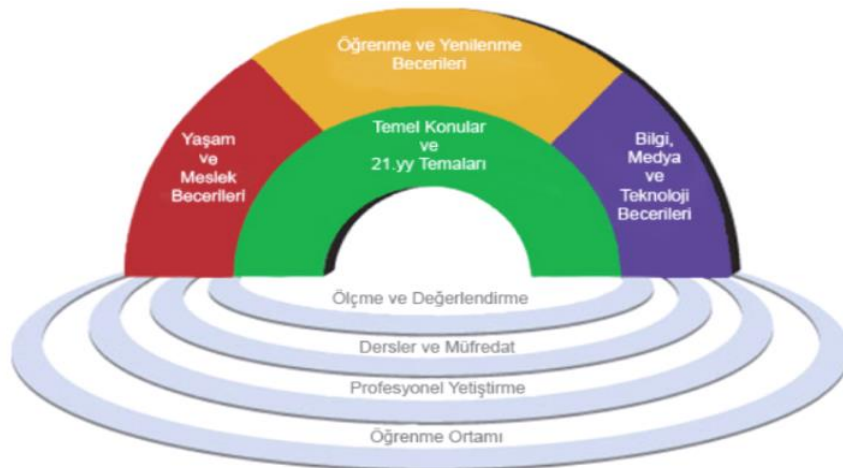 Öğrenme ve Yenilenme
Becerileri
Yaşam
ve
Meslek
Becerileri
Temel Konular
ve
21.yy Temaları
Bilgi,
Medya
ve
Teknoloji
Becerileri
Ölçme ve Değerlendirme
Dersler ve Müfredat
Profesyonel Yetiştirme
Öğrenme Ortamı